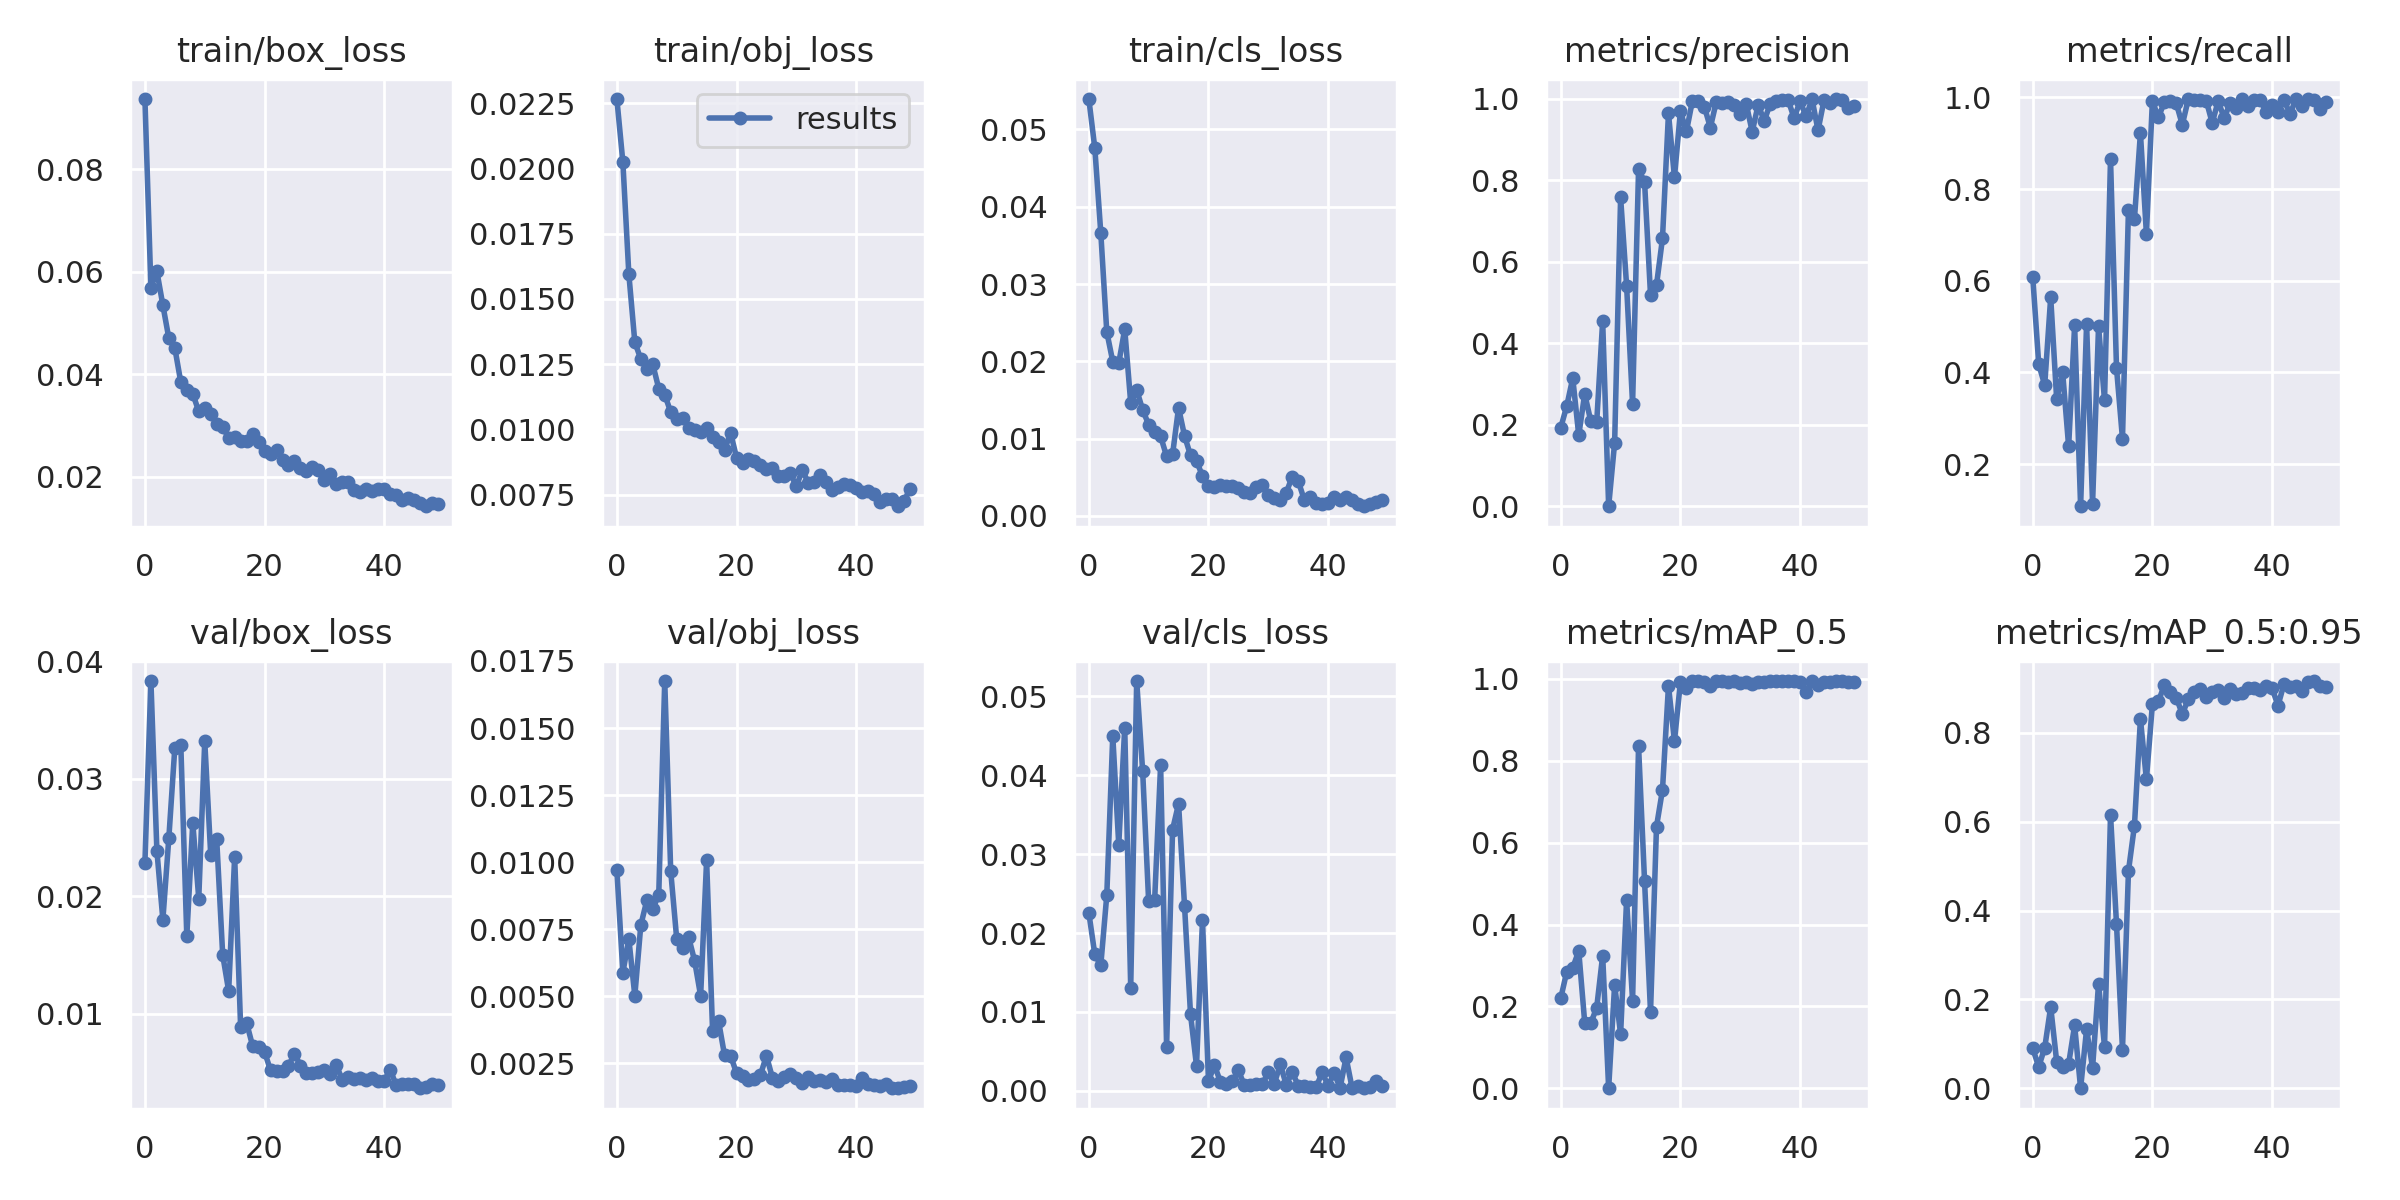 train/box_loss
0.08
0.06
0.04
0.02
0 20 40
train/obj_loss
results
0.0225
0.0200
0.0175
0.0150
0.0125
0.0100
0.0075
0 20 40
train/cls_loss
0.05
0.04
0.03
0.02
0.01
0.00
0 20 40
metrics/precision
1.0
0.8
0.6
0.4
0.2
0.0
0 20 40
metrics/recall
1.0
0.8
0.6
0.4
0.2
0 20 40
val/box_loss
0.04
0.03
0.02
0.01
0 20 40
val/obj_loss
0.0175
0.0150
0.0125
0.0100
0.0075
0.0050
0.0025
0 20 40
val/cls_loss
0.05
0.04
0.03
0.02
0.01
0.00
0 20 40
metrics/mAP_0.5
1.0
0.8
0.6
0.4
0.2
0.0
0 20 40
metrics/mAP_0.5:0.95
0.8
0.6
0.4
0.2
0.0
0 20 40